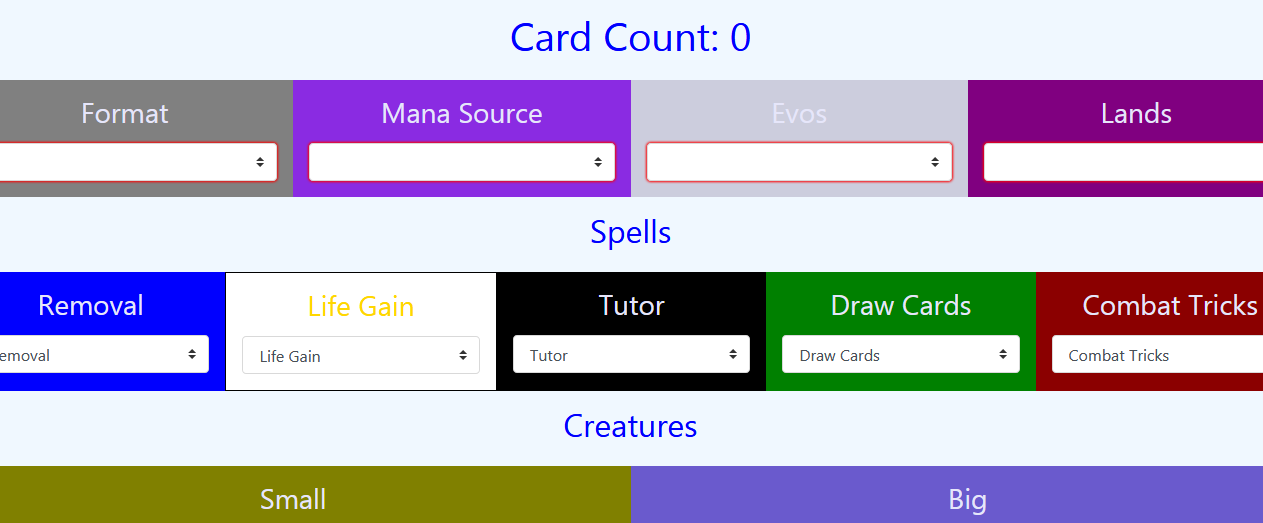 Card Count: 0
Format Mana Source Evos Lands
Spells
Removal Life Gain Tutor Draw Cards Combat Tricks
emoval Life Gain Tutor Draw Cards Combat Tricks
Creatures
Small Big